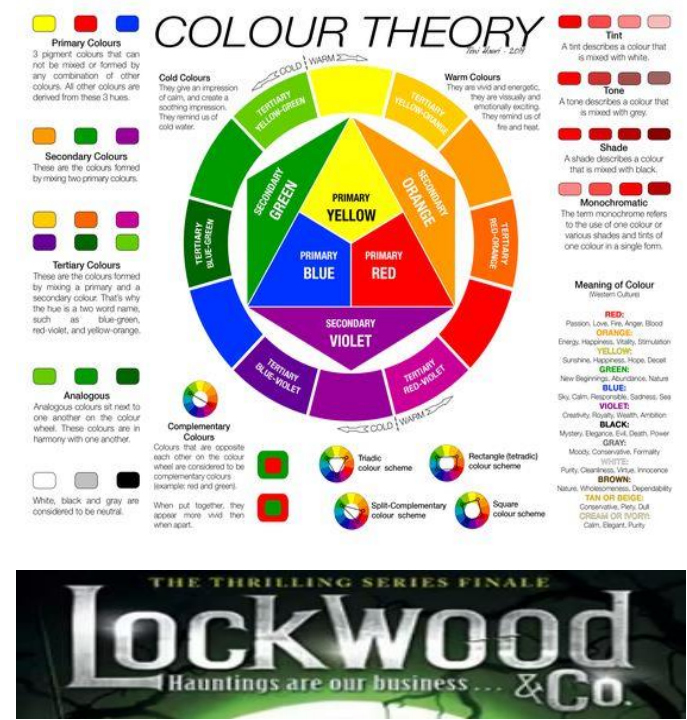 COLOUR THEORY
Primary Colours
3 pigment colours that can
not be mixed or formed by
any combination of other
colours. All other colours are
derived from these 3 hues.
Secondary Colours
These are the colours formed
by mixing two primary colours.
Tertiary Colours
These are the colours formed
by mixing a primary and a
secondary colour. That's why
the hue is a two word name,
such as blue-green,
red-violet, and yellow-orange.
Analogous
Analogous colours sit next to
one another on the colour
wheel. These colours are in
harmony with one another.
White, black and gray are
considered to be neutral.
Cold Colours
They give an impression
of calm, and create a
soothing impression.
They remind us of
cold water.
COLD WARM
Warm Colours
They are vivid and energetic,
they are vissually and
emotionally exciting.
They remind us of
fire and heat.
TERTIARY
YELLOW-GREEN
TERTIARY
YELLOW-ORANGE
SECONDARY
GREEN
SECONDARY
ORANGE
PRIMARY
YELLOW
TERTIARY
BLUE-GREEN
TERTIARY
RED-ORANGE
PRIMARY
BLUE
PRIMARY
RED
SECONDARY
VIOLET
TERTIARY
BLUE-VIOLET
TERTIARY
RED-VIOLET
COLD WARM
Complementary
Colours
Colours that are opposite
each other on the colour
wheel are considered to be
complementary colours
(example: red and green).
When put together, they
appear more vivid then
when apart.
Triadic
colour scheme
Rectangle (tetradic)
colour scheme
Split-Complementary
colour scheme
Square
colour scheme
Tint
A tint describes a colour that
is mixed with white.
Tone
A tone describes a colour that
is mixed with grey.
Shade
A shade describes a colour
that is mixed with black.
Monochromatic
The term monochrome refers
to the use of one colour or
various shades and tints of
one colour in a single form.
Meaning of Colour
(Western Culture)
RED:
Passion, Love, Fire, Anger, Blood
ORANGE:
Energy, Happiness, Vitality, Stimulation
YELLOW:
Sunshine, Happiness, Hope, Deceit
GREEN:
New Beginnings, Abundance, Nature
BLUE:
Sky, Calm, Responsible, Sadness, Sea
VIOLET:
Creativity, Royalty, Wealth, Ambition
BLACK:
Mystery, Elegance, Evil, Death, Power
GRAY:
Moody, Conservative, Formality
WHITE:
Purity, Cleanliness, Virtue, Innocence
BROWN:
Nature, Wholesomeness, Dependability
TAN OR BEIGE:
Conservative, Piety, Dull
CREAM OR IVORY:
Calm, Elegant, Purity
THE THRILLING SERIES FINALE
LOCKWOOD
Hauntings are our business ... & Co.